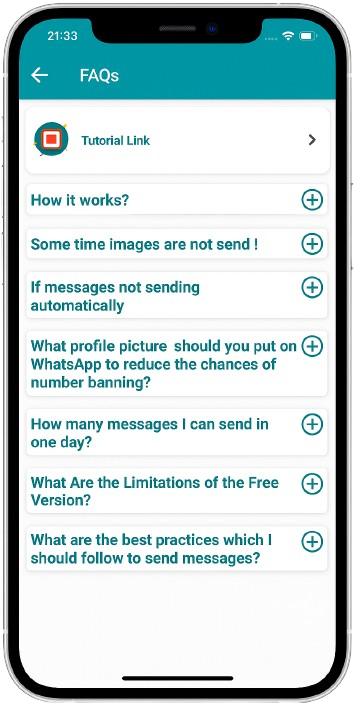 21:33
FAQs
Tutorial Link
How it works?
Some time images are not send !
If messages not sending
automatically
What profile picture should you put on
WhatsApp to reduce the chances of
number banning?
How many messages I can send in
one day?
What Are the Limitations of the Free
Version?
What are the best practices which I
should follow to send messages?